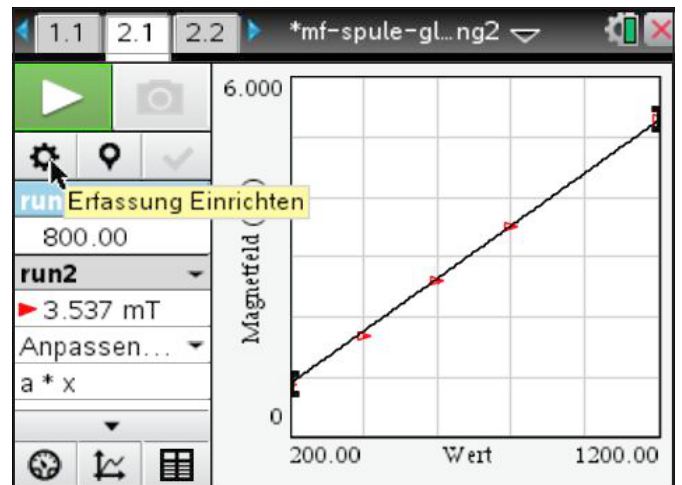 1.1 2.1 2.2 *mf-spule-gl...ng2
Erfassung Einrichten
run
800.00
run2
3.537 mT
Anpassen...
a * x
6.000
Magnetfeld
0
200.00 Wert 1200.00